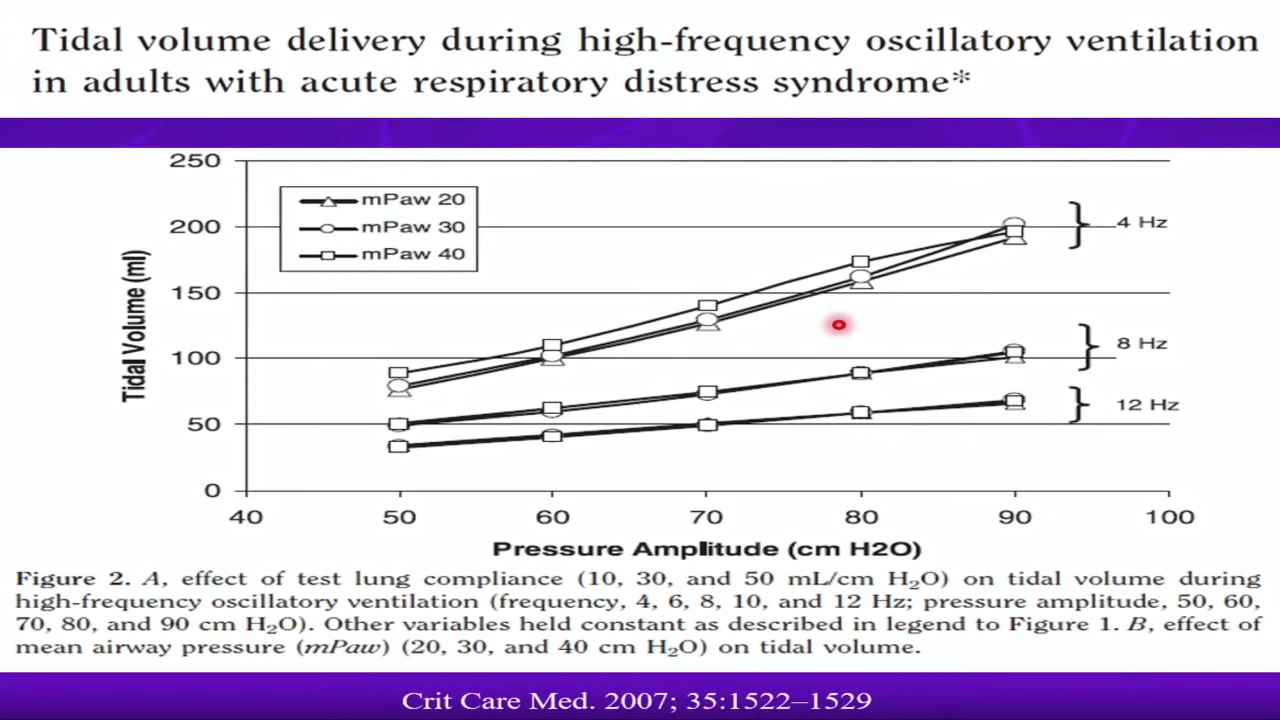 Tidal volume delivery during high-frequency oscillatory ventilation
in adults with acute respiratory distress syndrome*
250
200
150
100
50
0
Tidal Volume (ml)
mPaw 20
mPaw 30
mPaw 40
4 Hz
8 Hz
12 Hz
40 50 60 70 80 90 100
Pressure Amplitude (cm H2O)
Figure 2. A, effect of test lung compliance (10, 30, and 50 mL/cm H₂O) on tidal volume during
high-frequency oscillatory ventilation (frequency, 4, 6, 8, 10, and 12 Hz; pressure amplitude, 50, 60,
70, 80, and 90 cm H₂O). Other variables held constant as described in legend to Figure 1. B, effect of
mean airway pressure (mPaw) (20, 30, and 40 cm H₂O) on tidal volume.
Crit Care Med. 2007; 35:1522–1529